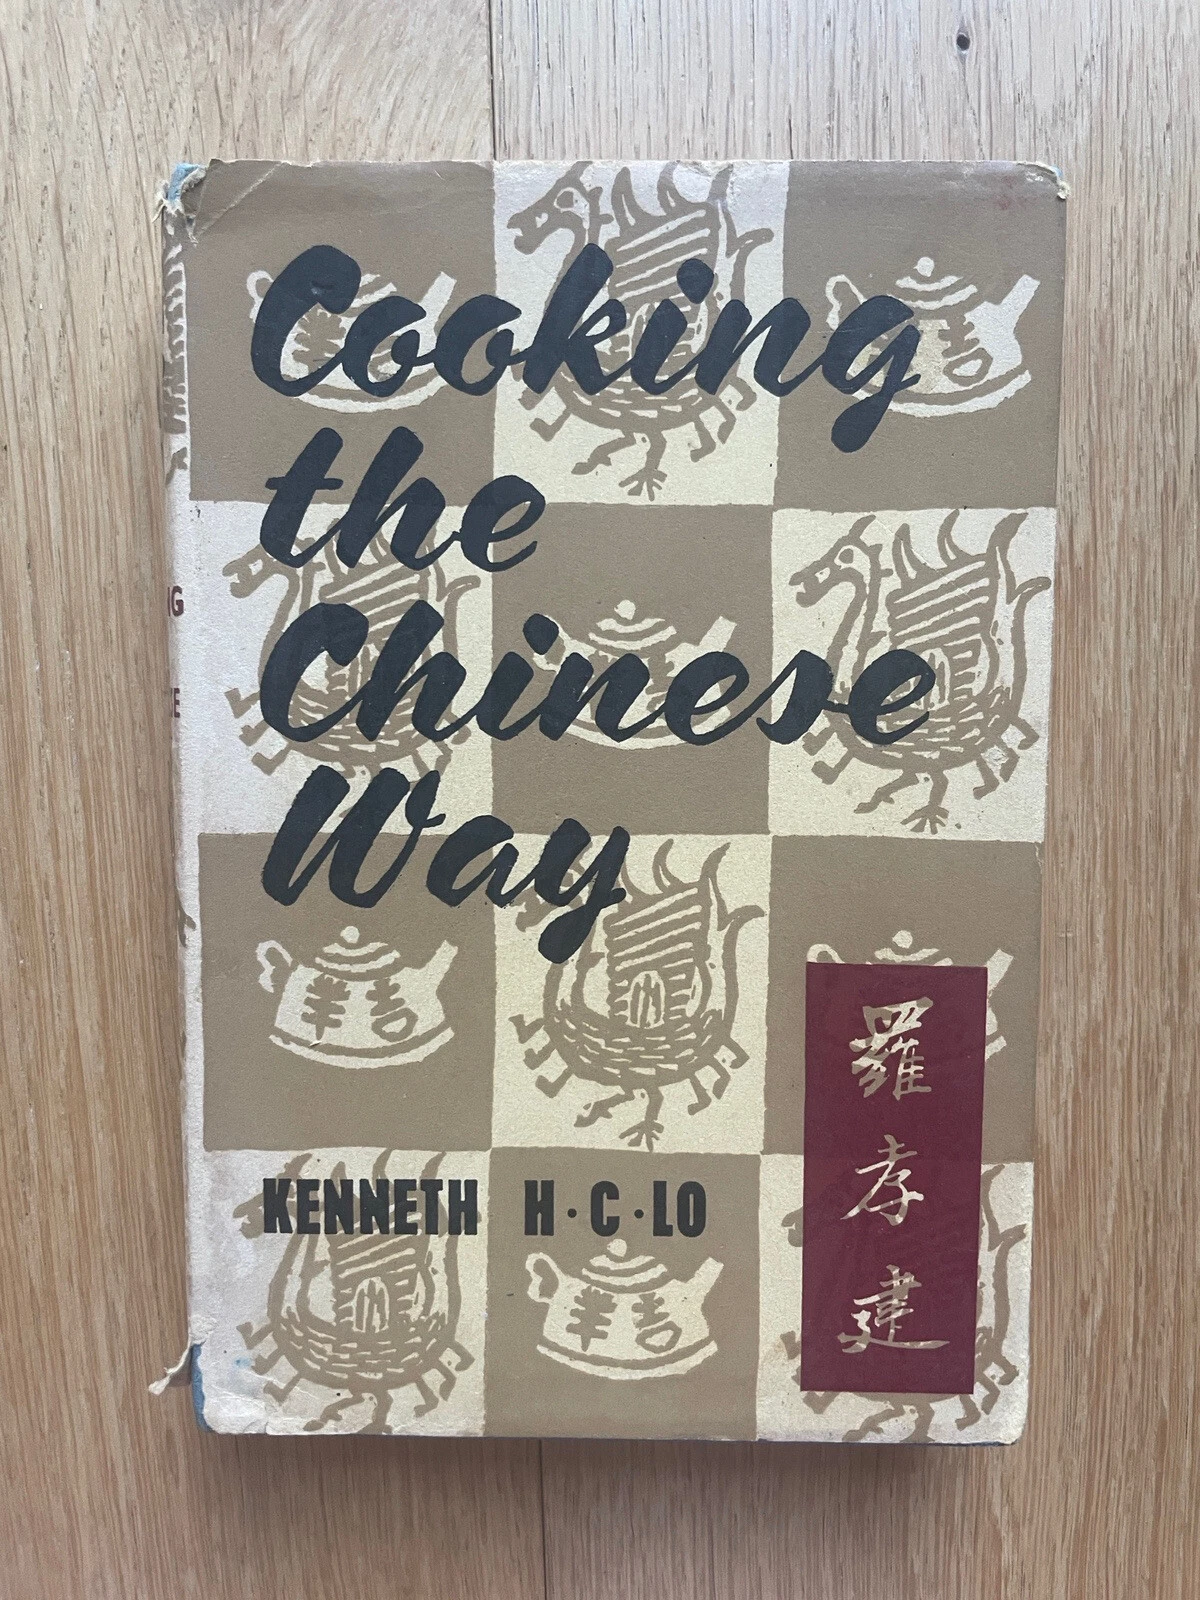 Cooking
the
Chinese
Way
KENNETH H·C·LO
羅
孝
建